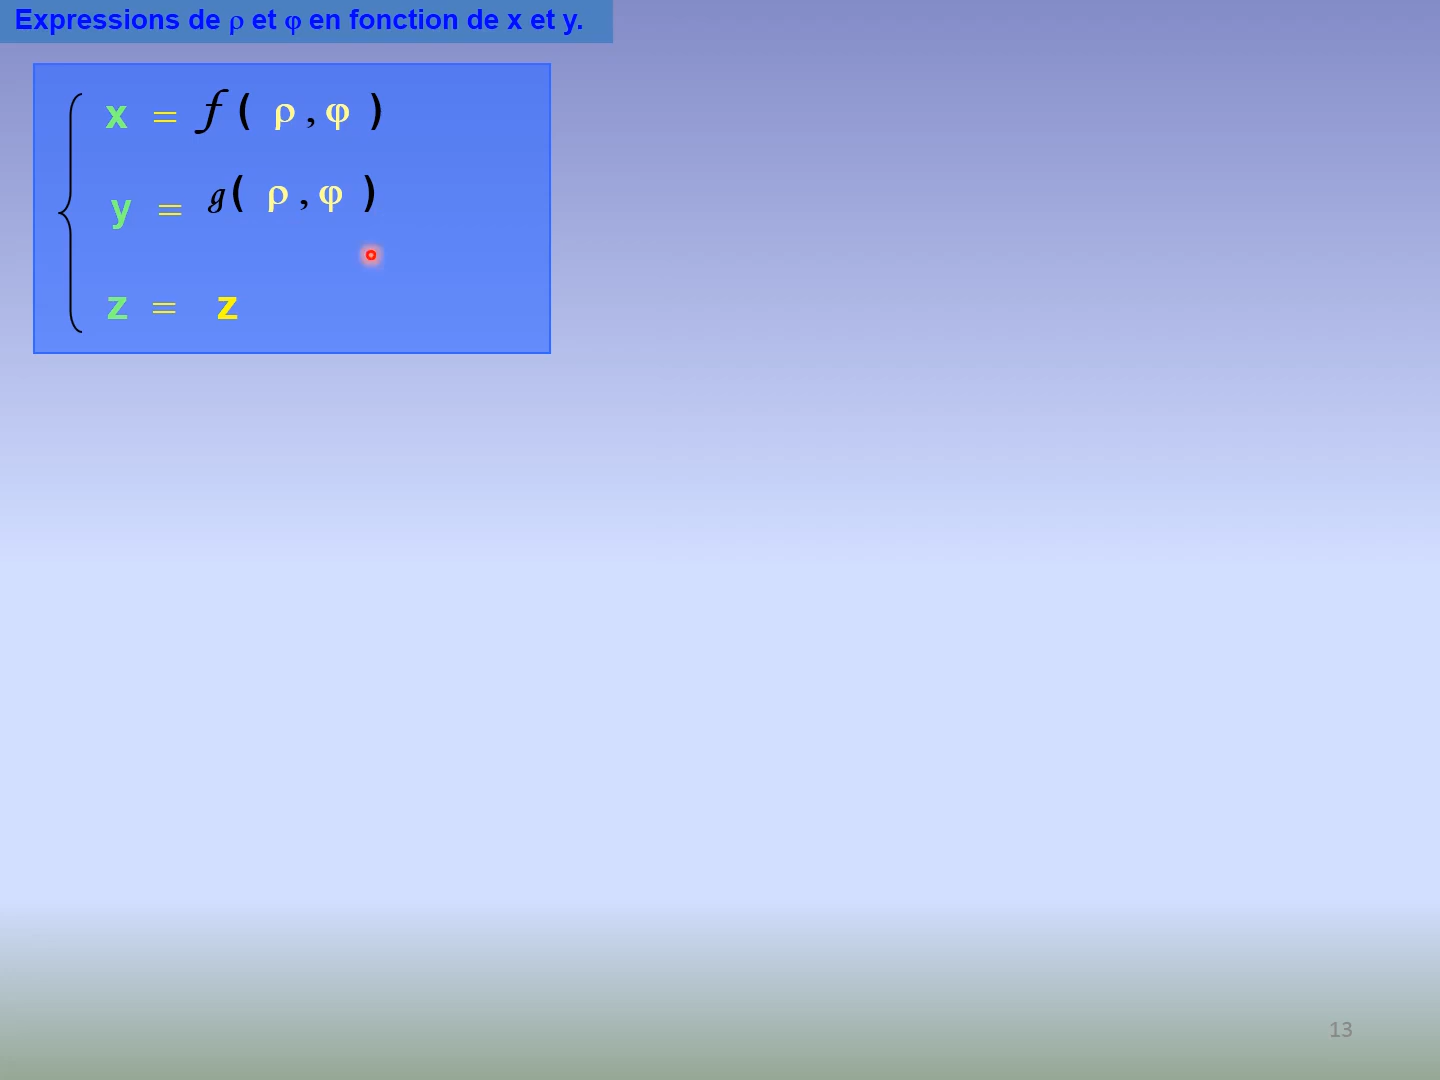 Expressions de ρ et φ en fonction de x et y.
x = f ( ρ , φ )
y = g ( ρ , φ )
z = z
13